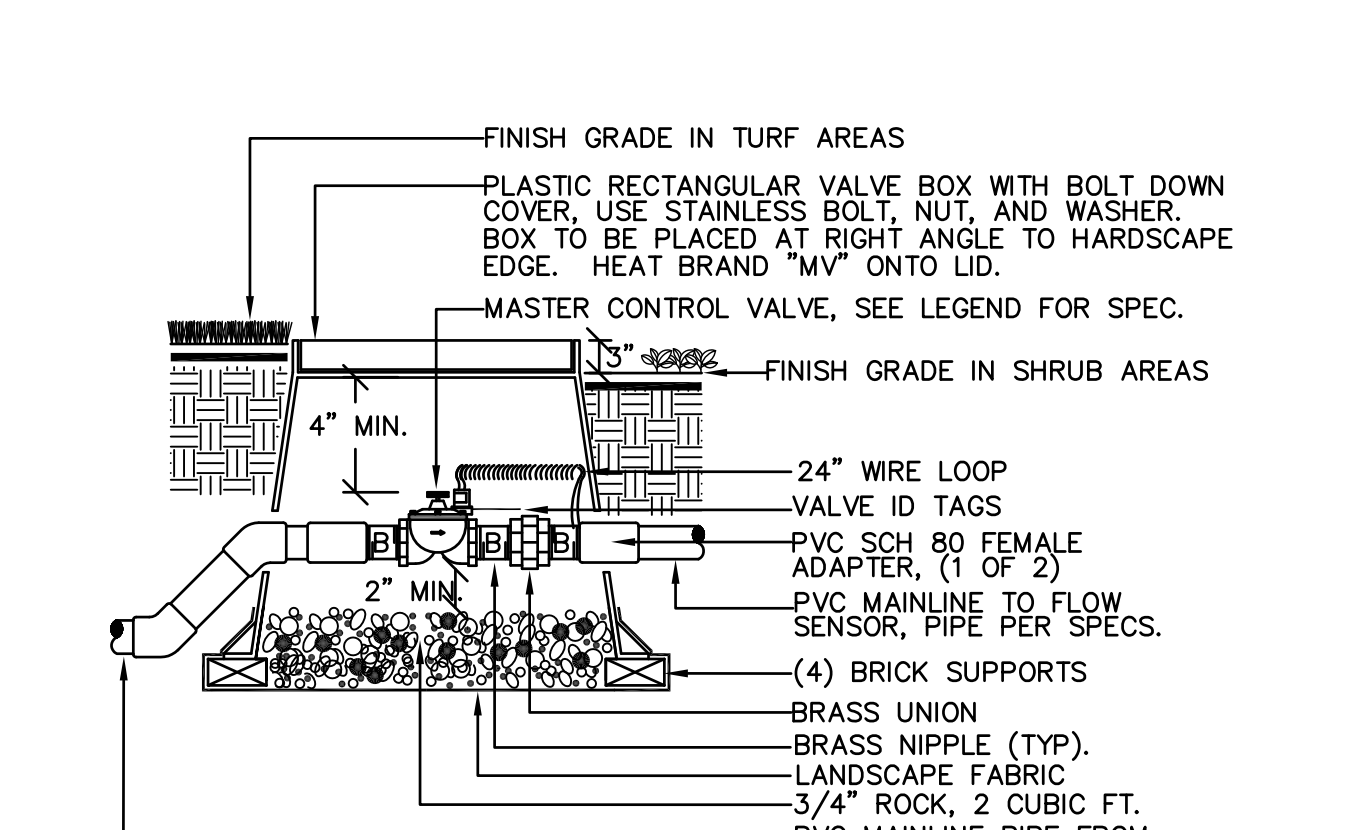 FINISH GRADE IN TURF AREAS
PLASTIC RECTANGULAR VALVE BOX WITH BOLT DOWN
COVER, USE STAINLESS BOLT, NUT, AND WASHER.
BOX TO BE PLACED AT RIGHT ANGLE TO HARDSCAPE
EDGE. HEAT BRAND "MV" ONTO LID.
MASTER CONTROL VALVE, SEE LEGEND FOR SPEC.
3"
FINISH GRADE IN SHRUB AREAS
4" MIN.
24" WIRE LOOP
VALVE ID TAGS
B B B
PVC SCH 80 FEMALE
ADAPTER, (1 OF 2)
2" MIN.
PVC MAINLINE TO FLOW
SENSOR, PIPE PER SPECS.
(4) BRICK SUPPORTS
BRASS UNION
BRASS NIPPLE (TYP).
LANDSCAPE FABRIC
3/4" ROCK, 2 CUBIC FT.
PVC MAINLINE PIPE FROM